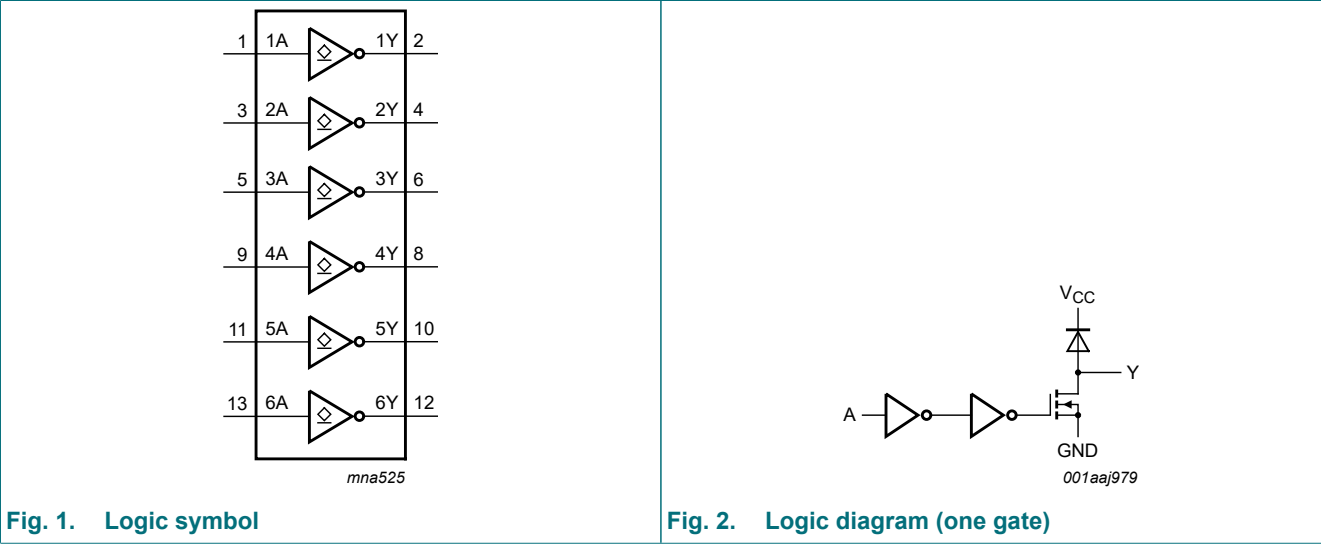 1 1A 1Y 2
3 2A 2Y 4
5 3A 3Y 6
9 4A 4Y 8
11 5A 5Y 10
13 6A 6Y 12
mna525
Fig. 1. Logic symbol
VCC
Y
A
GND
001aaj979
Fig. 2. Logic diagram (one gate)